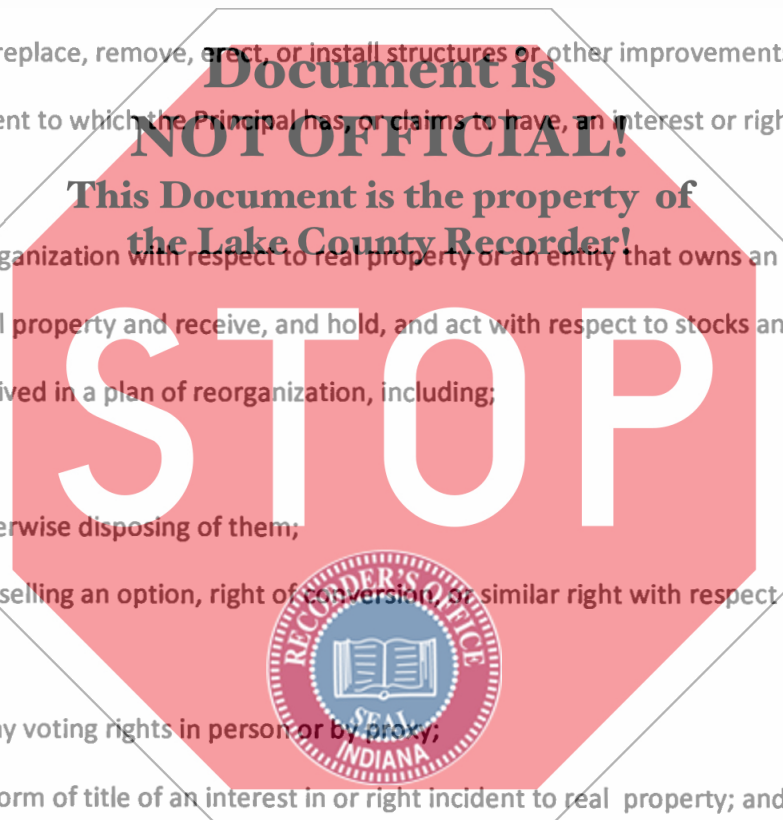 replace, remove, erect, or install structures or other improvement
Document is
ent to which the Principal has, or claims to have, an interest or righ
NOT OFFICIAL!
This Document is the property of
the Lake County Recorder!
ganization with respect to real property or an entity that owns an
l property and receive, and hold, and act with respect to stocks an
ived in a plan of reorganization, including;
STOP
erwise disposing of them;
selling an option, right of conversion, or similar right with respect
RECORDER'S OFFICE
SEAL
INDIANA
ny voting rights in person or by proxy;
orm of title of an interest in or right incident to real property; and